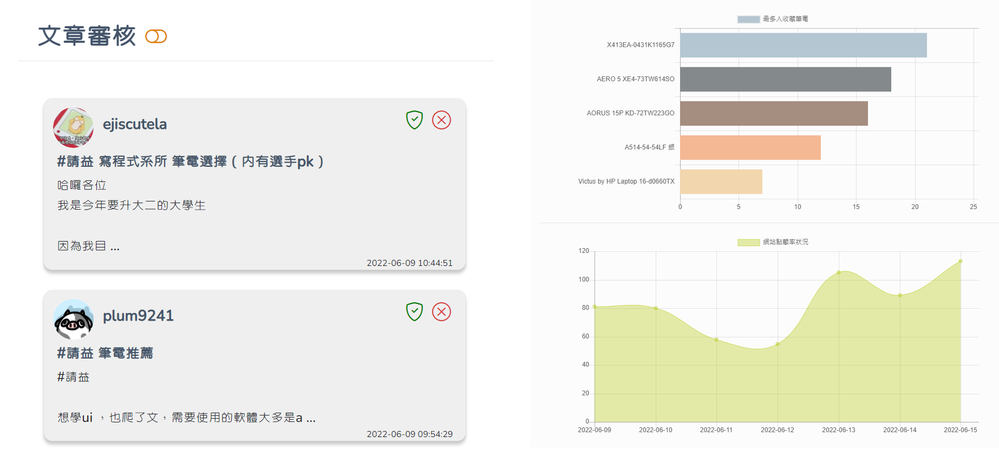 文章審核
ejiscutela
#請益 寫程式系所 筆電選擇 ( 內有選手pk )
哈囉各位
我是今年要升大二的大學生
因為我目 ...
2022-06-09 10:44:51
plum9241
#請益 筆電推薦
#請益
想學ui ，也爬了文，需要使用的軟體大多是a ...
2022-06-09 09:54:29
最多人收藏筆電
X413EA-0431K1165G7
AERO 5 XE4-73TW614SO
AORUS 15P KD-72TW223GO
A514-54-54LF 銀
Victus by HP Laptop 16-d0660TX
0 5 10 15 20 25
網站點擊率狀況
120
100
80
60
40
20
0
2022-06-09 2022-06-10 2022-06-11 2022-06-12 2022-06-13 2022-06-14 2022-06-15